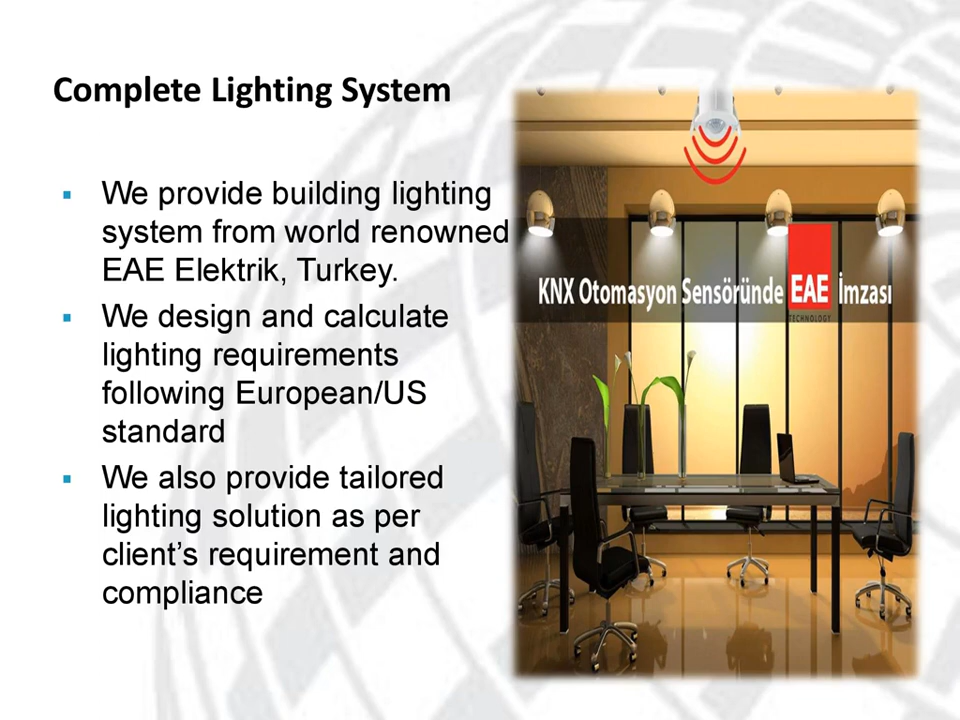 Complete Lighting System
▪ We provide building lighting
system from world renowned
EAE Elektrik, Turkey.
▪ We design and calculate
lighting requirements
following European/US
standard
▪ We also provide tailored
lighting solution as per
client’s requirement and
compliance
KNX Otomasyon Sensöründe EAE İmzası
TECHNOLOGY